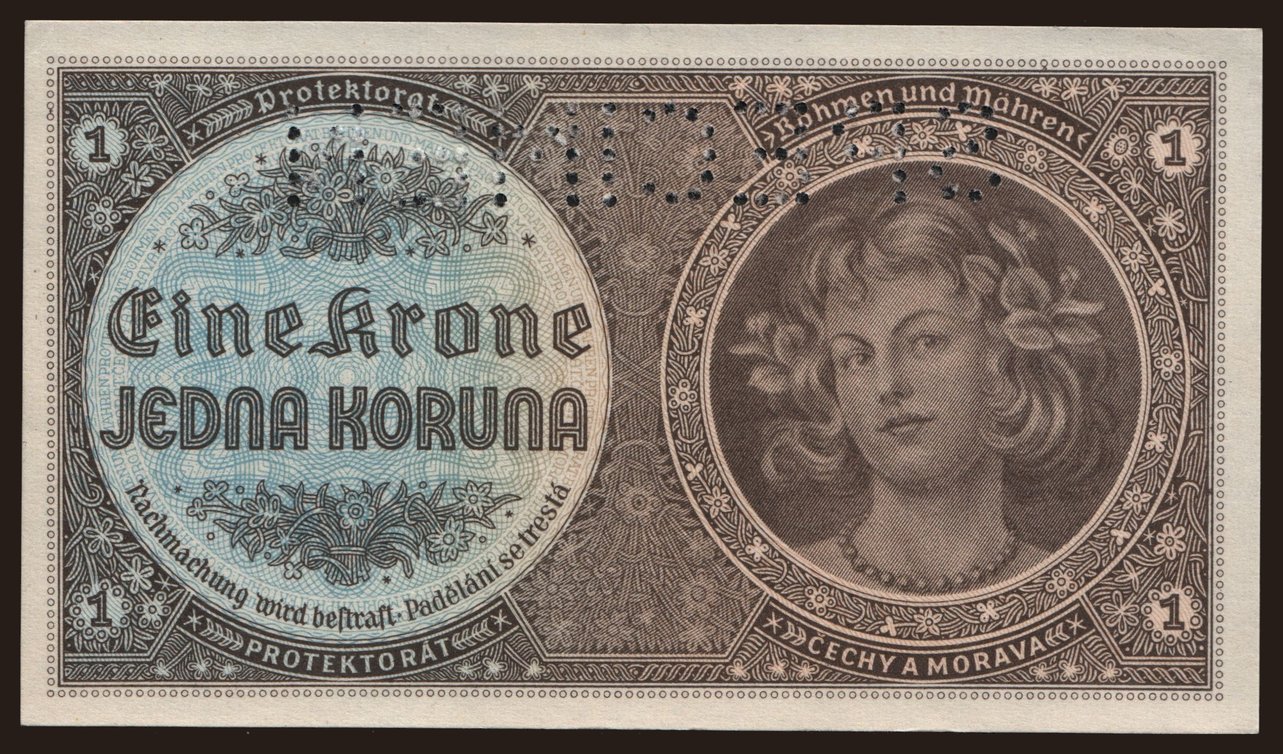 Protektorat Böhmen und Mähren
1 1
Eine Krone
JEDNA KORUNA
Nachmachung wird bestraft · Padělání se trestá
1 1
PROTEKTORÁT ČECHY A MORAVA